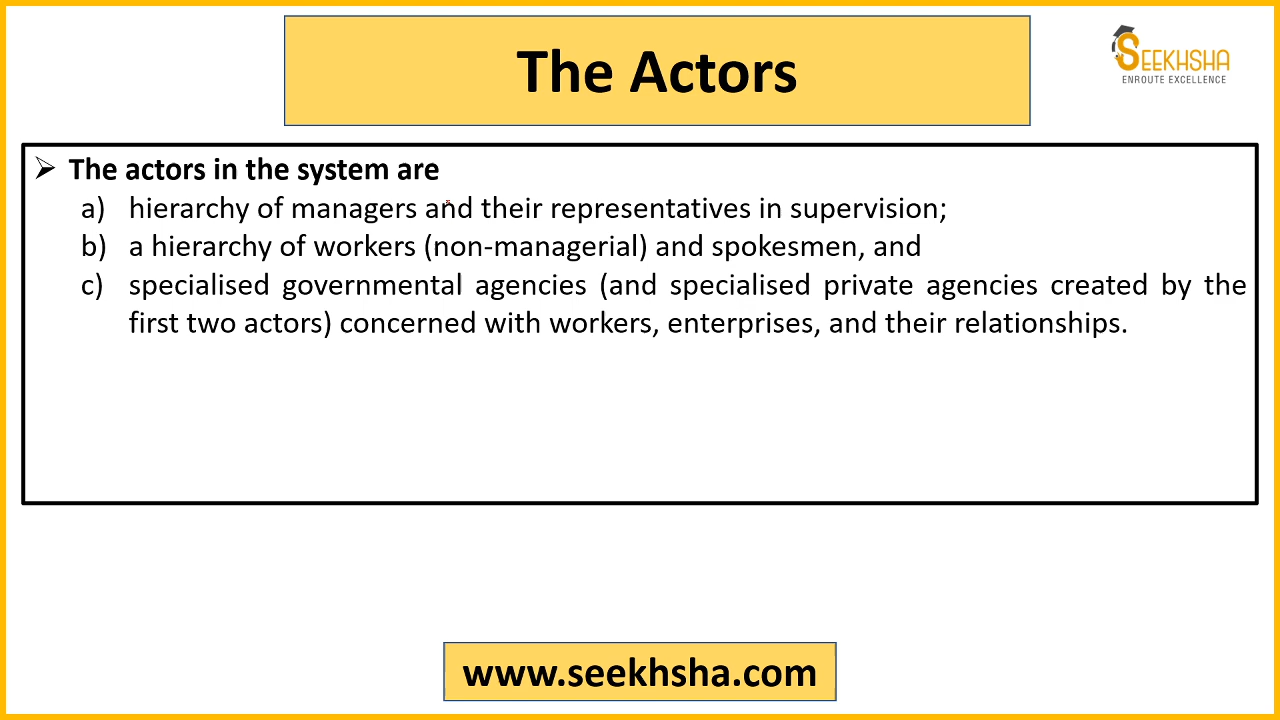 The Actors
SEEKHSHA
ENROUTE EXCELLENCE
➢ The actors in the system are
a) hierarchy of managers and their representatives in supervision;
b) a hierarchy of workers (non-managerial) and spokesmen, and
c) specialised governmental agencies (and specialised private agencies created by the
first two actors) concerned with workers, enterprises, and their relationships.
www.seekhsha.com